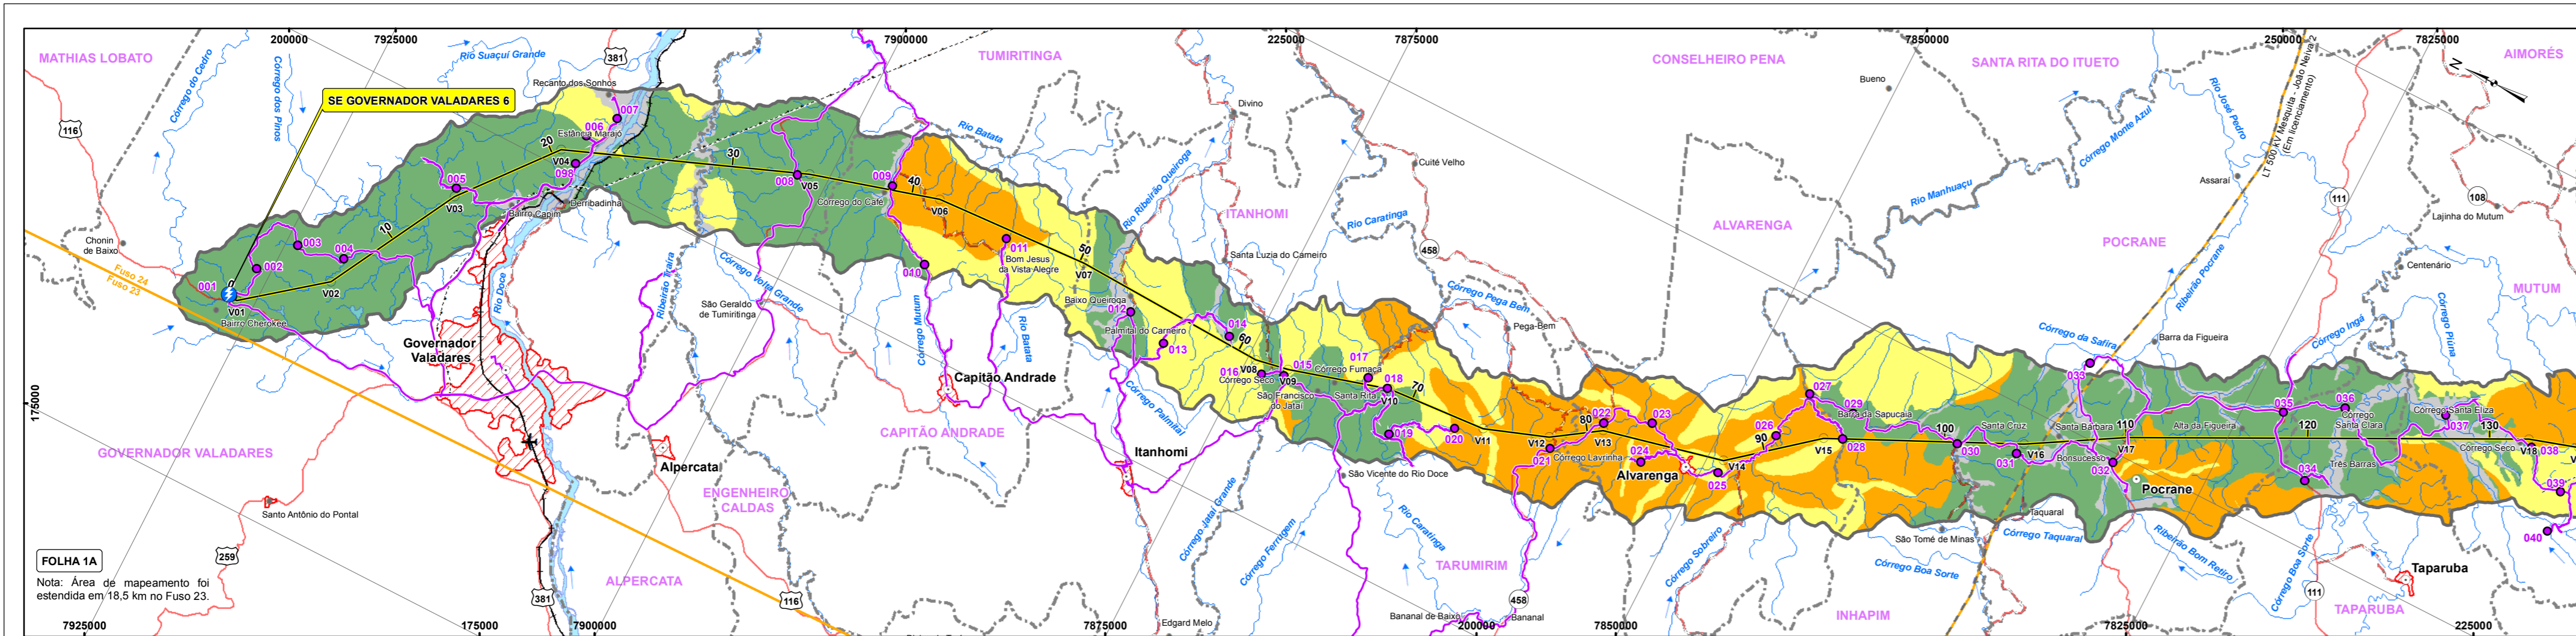 200000
7925000
7900000
225000
7875000
7850000
250000
7825000
MATHIAS LOBATO
TUMIRITINGA
CONSELHEIRO PENA
SANTA RITA DO ITUETO
AIMORÉS
Córrego do Cedro
Córrego dos Pinos
Rio Suaçuí Grande
381
Recanto dos Sonhos
SE GOVERNADOR VALADARES 6
116
007
006
Estância Marajó
Rio Batata
Divino
Bueno
Rio José Pedro
LT 500 kV Mesquita - João Neiva 2
(Em licenciamento)
N
Córrego Monte Azul
Cuité Velho
Assaraí
20
V04
098
30
005
V03
008
V05
009
40
V06
Córrego do Café
Derribadinha
Bairro Capim
Rio Ribeirão Queiroga
ITANHOMI
Rio Caratinga
Rio Manhuaçu
111
108
Lajinha do Mutum
ALVARENGA
POCRANE
Chonin
de Baixo
10
003
004
002
001
0
V02
V01
Bairro Cherokee
Fuso 24
Fuso 23
011
Bom Jesus
da Vista Alegre
010
50
V07
458
Santa Luzia do Carneiro
Centenário
MUTUM
Ribeirão Pocrane
Rio Doce
Ribeirão Traíra
Córrego Volta Grande
São Geraldo
de Tumiritinga
Córrego Mutum
Rio Batata
Baixo Queiroga
012
Palmital do Carneiro
013
014
60
Córrego Pega Bem
Pega-Bem
Córrego da Safira
Barra da Figueira
Córrego Ingá
Córrego Piúna
Governador
Valadares
Capitão Andrade
Córrego Palmital
016
V08
015
V09
Córrego Seco
Córrego Fumaça
017
018
São Francisco
do Jataí
Santa Rita
V10
70
033
027
029
Barra da Sapucaia
175000
019
020
V11
V12
80
022
V13
023
026
90
V15
028
100
030
Santa Cruz
Santa Bárbara
110
035
036
Córrego
Santa Clara
Córrego Santa Eliza
037
130
120
Alta da Figueira
GOVERNADOR VALADARES
CAPITÃO ANDRADE
Alpercata
Itanhomi
021
Córrego Lavrinha
024
Alvarenga
025
V14
031
V16
Bonsucesso
032
V17
Três Barras
034
Córrego Seco
V18
038
039
São Vicente do Rio Doce
Pocrane
ENGENHEIRO
CALDAS
Santo Antônio do Pontal
Córrego Jataí Grande
Córrego Ferrugem
Rio Caratinga
Córrego Sobreiro
Taquaral
São Tomé de Minas
Córrego Taquaral
Ribeirão Bom Retiro
Córrego Boa Sorte
040
FOLHA 1A
Nota: Área de mapeamento foi
estendida em 18,5 km no Fuso 23.
259
ALPERCATA
381
116
TARUMIRIM
Córrego Boa Sorte
Taparuba
111
TAPARUBA
458
INHAPIM
Bananal de Baixo
Bananal
Edgard Melo
7925000
175000
7900000
7875000
200000
7850000
7825000
225000